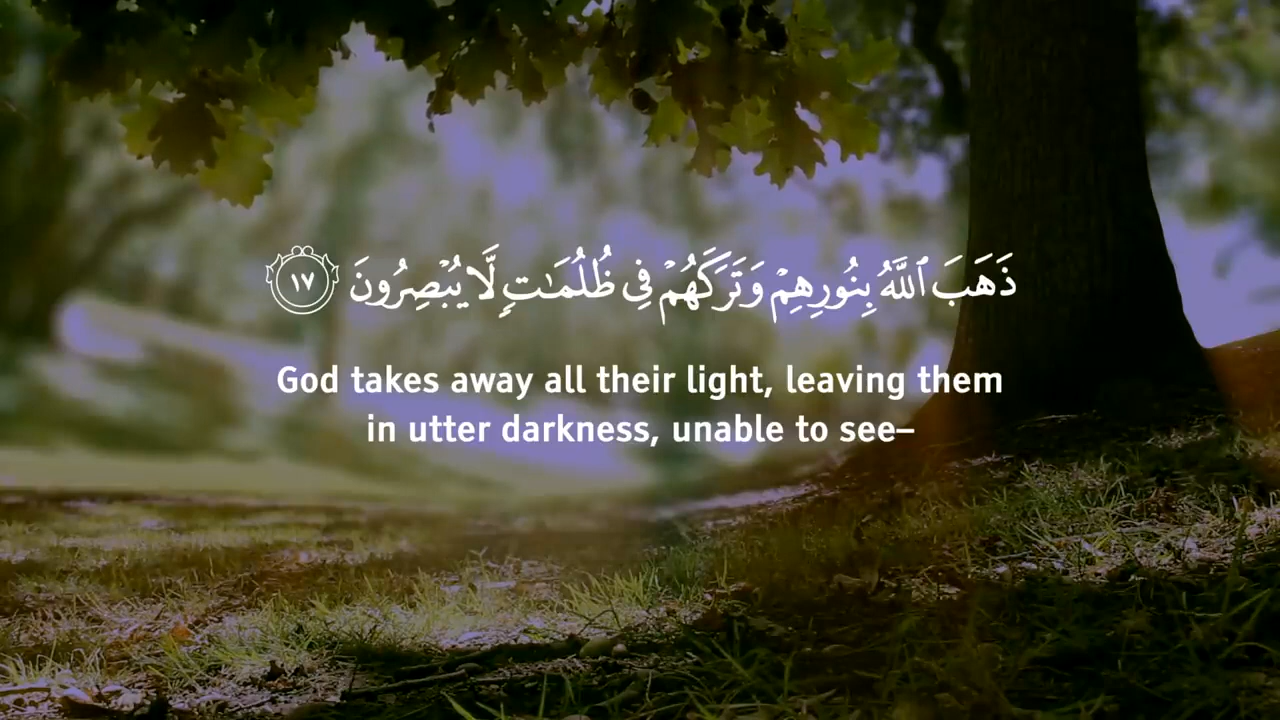 ذَهَبَ ٱللَّهُ بِنُورِهِمْ وَتَرَكَهُمْ فِى ظُلُمَـٰتٍ لَّا يُبْصِرُونَ ١٧
God takes away all their light, leaving them
in utter darkness, unable to see–